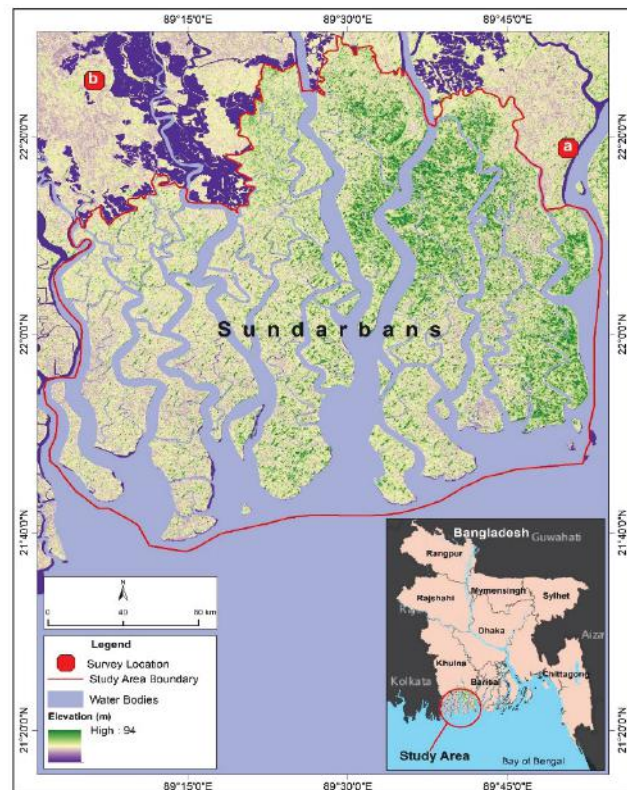 89°15'0"E 89°30'0"E 89°45'0"E
b
a
22°20'0"N 22°20'0"N
Sundarbans
22°0'0"N 22°0'0"N
21°40'0"N 21°40'0"N
21°20'0"N 21°20'0"N
N
0 40 80 km
Legend
Survey Location
Study Area Boundary
Water Bodies
Elevation (m)
High : 94
Bangladesh
Guwahati
Rangpur
Mymensingh
Sylhet
Rajshahi
Dhaka
Aiza
Khulna
Kolkata
Barisal
Chittagong
Study Area
Bay of Bengal
89°15'0"E 89°30'0"E 89°45'0"E